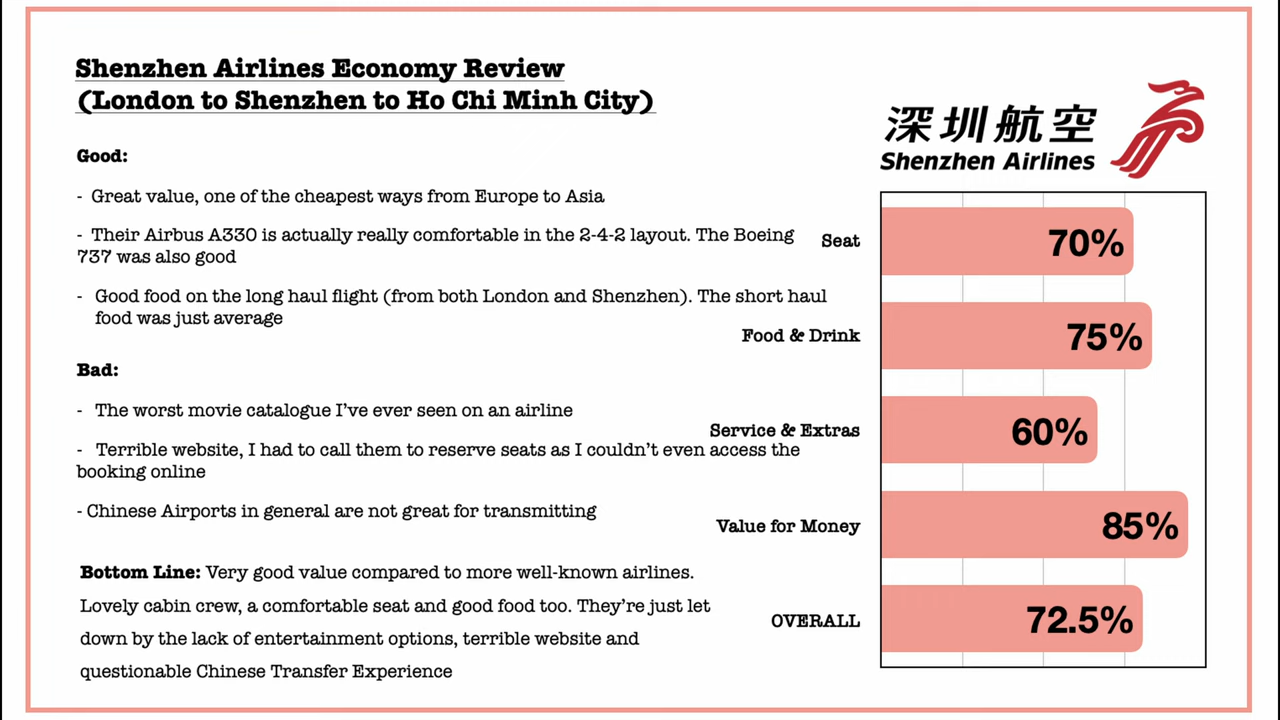 Shenzhen Airlines Economy Review
(London to Shenzhen to Ho Chi Minh City)
Good:
- Great value, one of the cheapest ways from Europe to Asia
- Their Airbus A330 is actually really comfortable in the 2-4-2 layout. The Boeing
737 was also good
- Good food on the long haul flight (from both London and Shenzhen). The short haul
food was just average
Bad:
- The worst movie catalogue I've ever seen on an airline
- Terrible website, I had to call them to reserve seats as I couldn't even access the
booking online
- Chinese Airports in general are not great for transmitting
Bottom Line: Very good value compared to more well-known airlines.
Lovely cabin crew, a comfortable seat and good food too. They're just let
down by the lack of entertainment options, terrible website and
questionable Chinese Transfer Experience
深圳航空
Shenzhen Airlines
Seat 70%
Food & Drink 75%
Service & Extras 60%
Value for Money 85%
OVERALL 72.5%